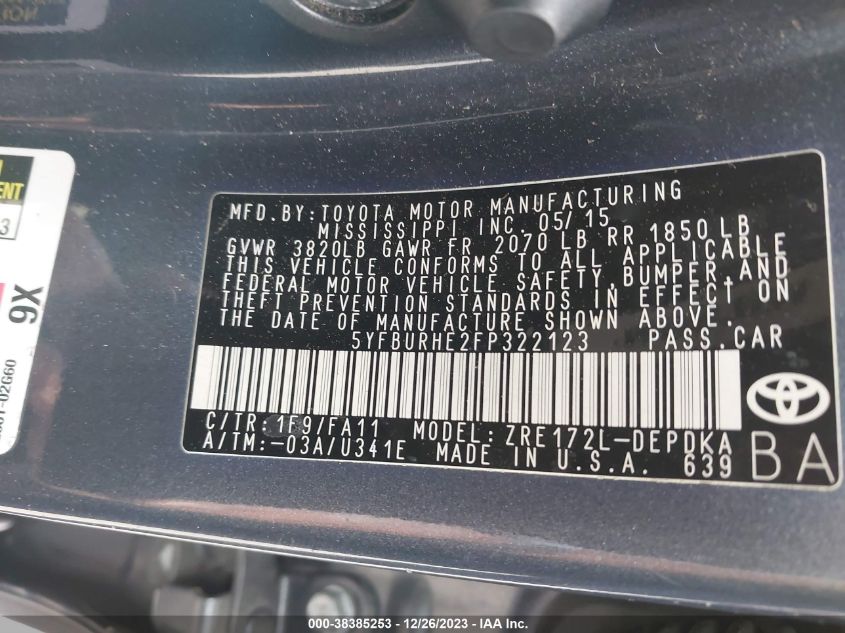 ENT
3
9X
MFD.BY:TOYOTA MOTOR MANUFACTURING
MISSISSIPPI INC. 05/15
GVWR 3820LB GAWR FR 2070 LB RR 1850 LB
THIS VEHICLE CONFORMS TO ALL APPLICABLE
FEDERAL MOTOR VEHICLE SAFETY,BUMPER,AND
THEFT PREVENTION STANDARDS IN EFFECT ON
THE DATE OF MANUFACTURE SHOWN ABOVE.
5YFBURHE2FP322123 PASS.CAR
C/TR:1F9/FA11 MODEL:ZRE172L-DEPDKA
A/TM:-03A/U341E MADE IN U.S.A. 639
BA
000-38385253 - 12/26/2023 - IAA Inc.